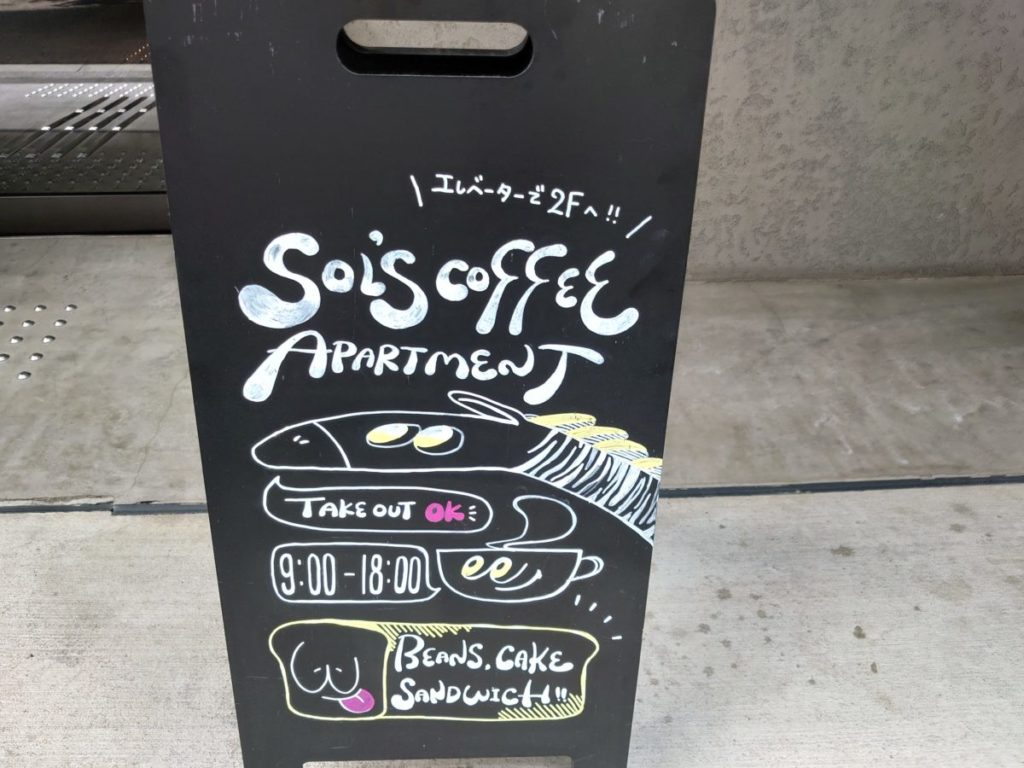 エレベーターで2Fへ!!
SOL'S COFFEE
APARTMENT
TAKE OUT OK
9:00-18:00
BEANS. CAKE
SANDWICH!!